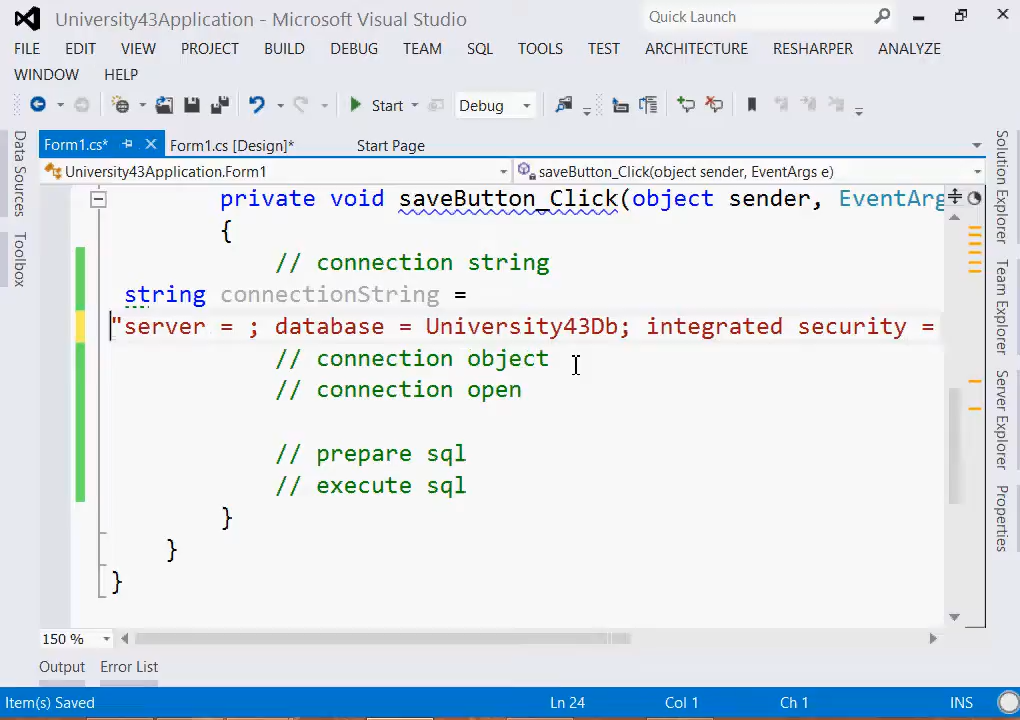 University43Application - Microsoft Visual Studio
Quick Launch
FILE EDIT VIEW PROJECT BUILD DEBUG TEAM SQL TOOLS TEST ARCHITECTURE RESHARPER ANALYZE
WINDOW HELP
Start Debug
Form1.cs* Form1.cs [Design]* Start Page
University43Application.Form1 saveButton_Click(object sender, EventArgs e)
private void saveButton_Click(object sender, EventArg
{
// connection string
string connectionString =
"server = ; database = University43Db; integrated security =
// connection object
// connection open
// prepare sql
// execute sql
}
}
}
150 %
Output Error List
Item(s) Saved Ln 24 Col 1 Ch 1 INS
Data Sources
Toolbox
Solution Explorer
Team Explorer
Server Explorer
Properties